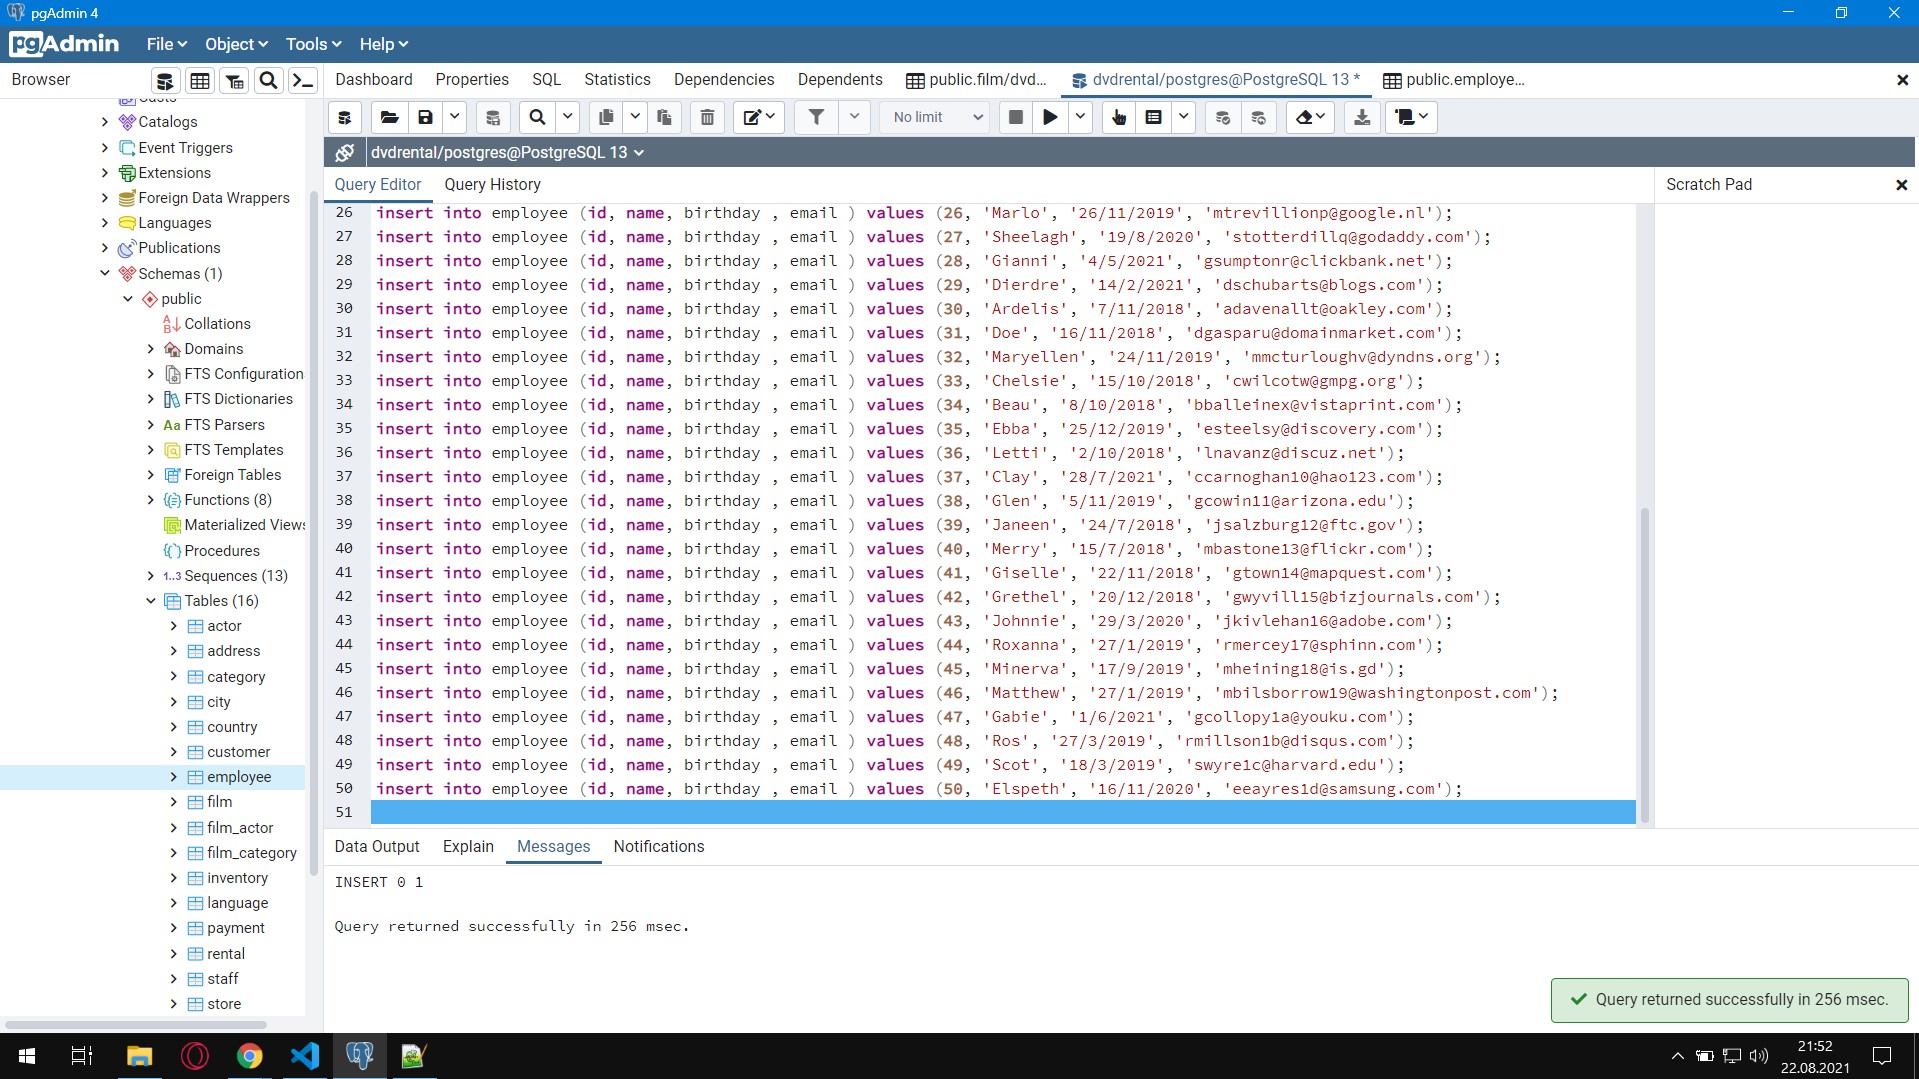 pgAdmin 4
pgAdmin File Object Tools Help
Browser
Dashboard Properties SQL Statistics Dependencies Dependents public.film/dvd... dvdrental/postgres@PostgreSQL 13 * public.employe...
No limit
dvdrental/postgres@PostgreSQL 13
Query Editor Query History
Scratch Pad
Casts
Catalogs
Event Triggers
Extensions
Foreign Data Wrappers
Languages
Publications
Schemas (1)
public
Collations
Domains
FTS Configuration
FTS Dictionaries
Aa FTS Parsers
FTS Templates
Foreign Tables
Functions (8)
Materialized Views
Procedures
1..3 Sequences (13)
Tables (16)
actor
address
category
city
country
customer
employee
film
film_actor
film_category
inventory
language
payment
rental
staff
store
26 insert into employee (id, name, birthday , email ) values (26, 'Marlo', '26/11/2019', 'mtrevillionp@google.nl');
27 insert into employee (id, name, birthday , email ) values (27, 'Sheelagh', '19/8/2020', 'stotterdillq@godaddy.com');
28 insert into employee (id, name, birthday , email ) values (28, 'Gianni', '4/5/2021', 'gsumptonr@clickbank.net');
29 insert into employee (id, name, birthday , email ) values (29, 'Dierdre', '14/2/2021', 'dschubarts@blogs.com');
30 insert into employee (id, name, birthday , email ) values (30, 'Ardelis', '7/11/2018', 'adavenallt@oakley.com');
31 insert into employee (id, name, birthday , email ) values (31, 'Doe', '16/11/2018', 'dgasparu@domainmarket.com');
32 insert into employee (id, name, birthday , email ) values (32, 'Maryellen', '24/11/2019', 'mmcturloughv@dyndns.org');
33 insert into employee (id, name, birthday , email ) values (33, 'Chelsie', '15/10/2018', 'cwilcotw@gmpg.org');
34 insert into employee (id, name, birthday , email ) values (34, 'Beau', '8/10/2018', 'bballeinex@vistaprint.com');
35 insert into employee (id, name, birthday , email ) values (35, 'Ebba', '25/12/2019', 'esteelsy@discovery.com');
36 insert into employee (id, name, birthday , email ) values (36, 'Letti', '2/10/2018', 'lnavanz@discuz.net');
37 insert into employee (id, name, birthday , email ) values (37, 'Clay', '28/7/2021', 'ccarnoghan10@hao123.com');
38 insert into employee (id, name, birthday , email ) values (38, 'Glen', '5/11/2019', 'gcowin11@arizona.edu');
39 insert into employee (id, name, birthday , email ) values (39, 'Janeen', '24/7/2018', 'jsalzburg12@ftc.gov');
40 insert into employee (id, name, birthday , email ) values (40, 'Merry', '15/7/2018', 'mbastone13@flickr.com');
41 insert into employee (id, name, birthday , email ) values (41, 'Giselle', '22/11/2018', 'gtown14@mapquest.com');
42 insert into employee (id, name, birthday , email ) values (42, 'Grethel', '20/12/2018', 'gwyvill15@bizjournals.com');
43 insert into employee (id, name, birthday , email ) values (43, 'Johnnie', '29/3/2020', 'jkivlehan16@adobe.com');
44 insert into employee (id, name, birthday , email ) values (44, 'Roxanna', '27/1/2019', 'rmercey17@sphinn.com');
45 insert into employee (id, name, birthday , email ) values (45, 'Minerva', '17/9/2019', 'mheining18@is.gd');
46 insert into employee (id, name, birthday , email ) values (46, 'Matthew', '27/1/2019', 'mbilsborrow19@washingtonpost.com');
47 insert into employee (id, name, birthday , email ) values (47, 'Gabie', '1/6/2021', 'gcollopy1a@youku.com');
48 insert into employee (id, name, birthday , email ) values (48, 'Ros', '27/3/2019', 'rmillson1b@disqus.com');
49 insert into employee (id, name, birthday , email ) values (49, 'Scot', '18/3/2019', 'swyre1c@harvard.edu');
50 insert into employee (id, name, birthday , email ) values (50, 'Elspeth', '16/11/2020', 'eeayres1d@samsung.com');
51
Data Output Explain Messages Notifications
INSERT 0 1
Query returned successfully in 256 msec.
Query returned successfully in 256 msec.
21:52
22.08.2021